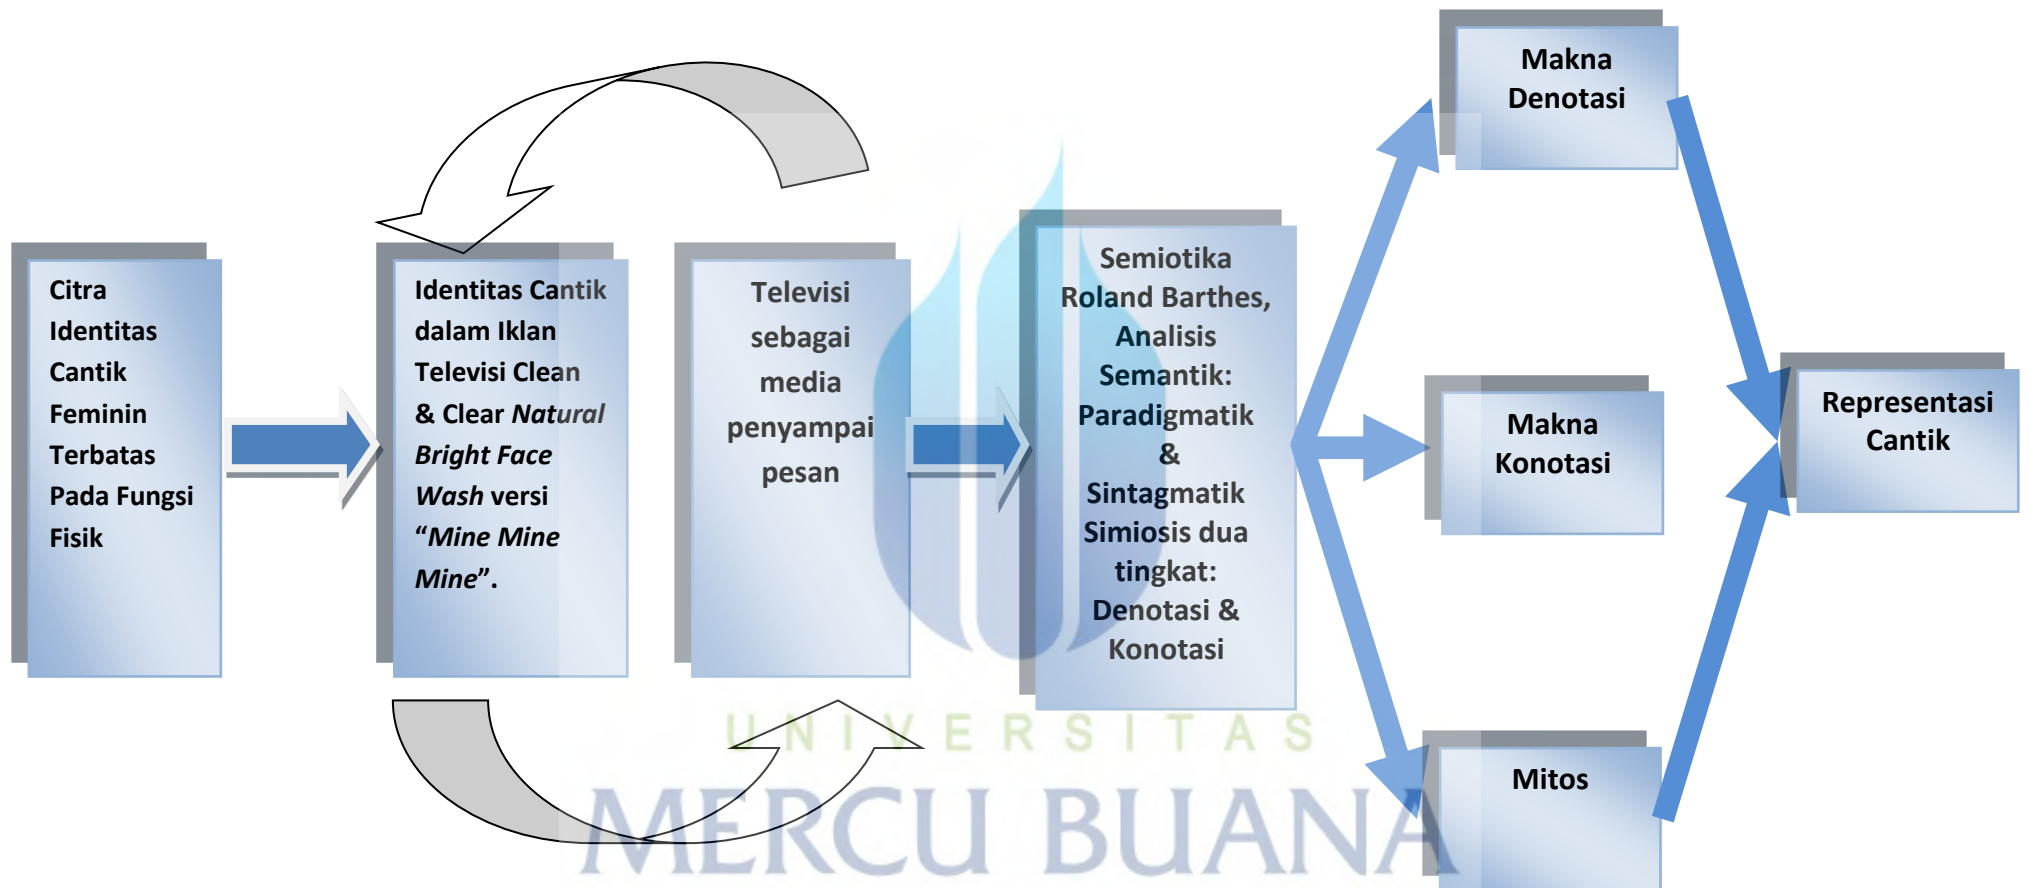 Citra
Identitas
Cantik
Feminin
Terbatas
Pada Fungsi
Fisik
Identitas Cantik
dalam Iklan
Televisi Clean
& Clear Natural
Bright Face
Wash versi
“Mine Mine
Mine”.
Televisi
sebagai
media
penyampai
pesan
Semiotika
Roland Barthes,
Analisis
Semantik:
Paradigmatik
&
Sintagmatik
Simiosis dua
tingkat:
Denotasi &
Konotasi
Makna
Denotasi
Makna
Konotasi
Mitos
Representasi
Cantik
UNIVERSITAS
MERCU BUANA